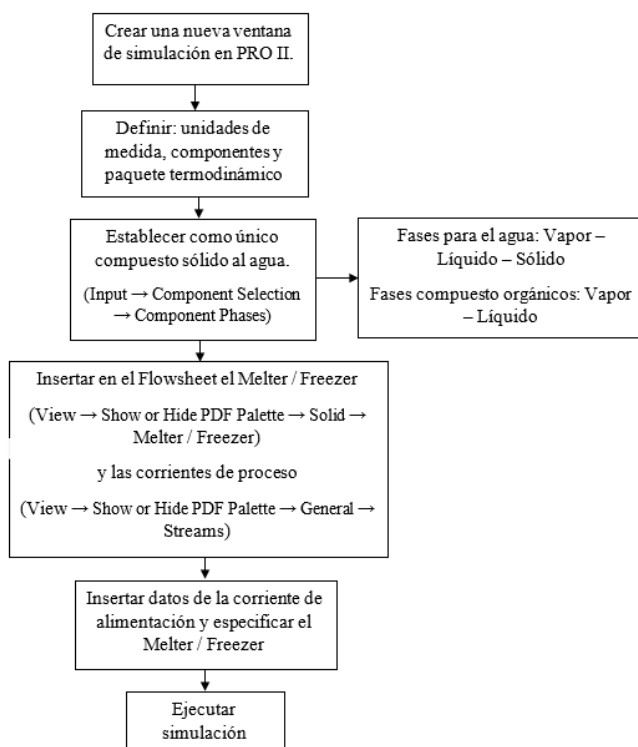 Crear una nueva ventana
de simulación en PRO II.
Definir: unidades de
medida, componentes y
paquete termodinámico
Establecer como único
compuesto sólido al agua.
(Input → Component Selection
→ Component Phases)
Fases para el agua: Vapor –
Líquido – Sólido
Fases compuesto orgánicos: Vapor
– Líquido
Insertar en el Flowsheet el Melter / Freezer
(View → Show or Hide PDF Palette → Solid →
Melter / Freezer)
y las corrientes de proceso
(View → Show or Hide PDF Palette → General →
Streams)
Insertar datos de la corriente de
alimentación y especificar el
Melter / Freezer
Ejecutar
simulación